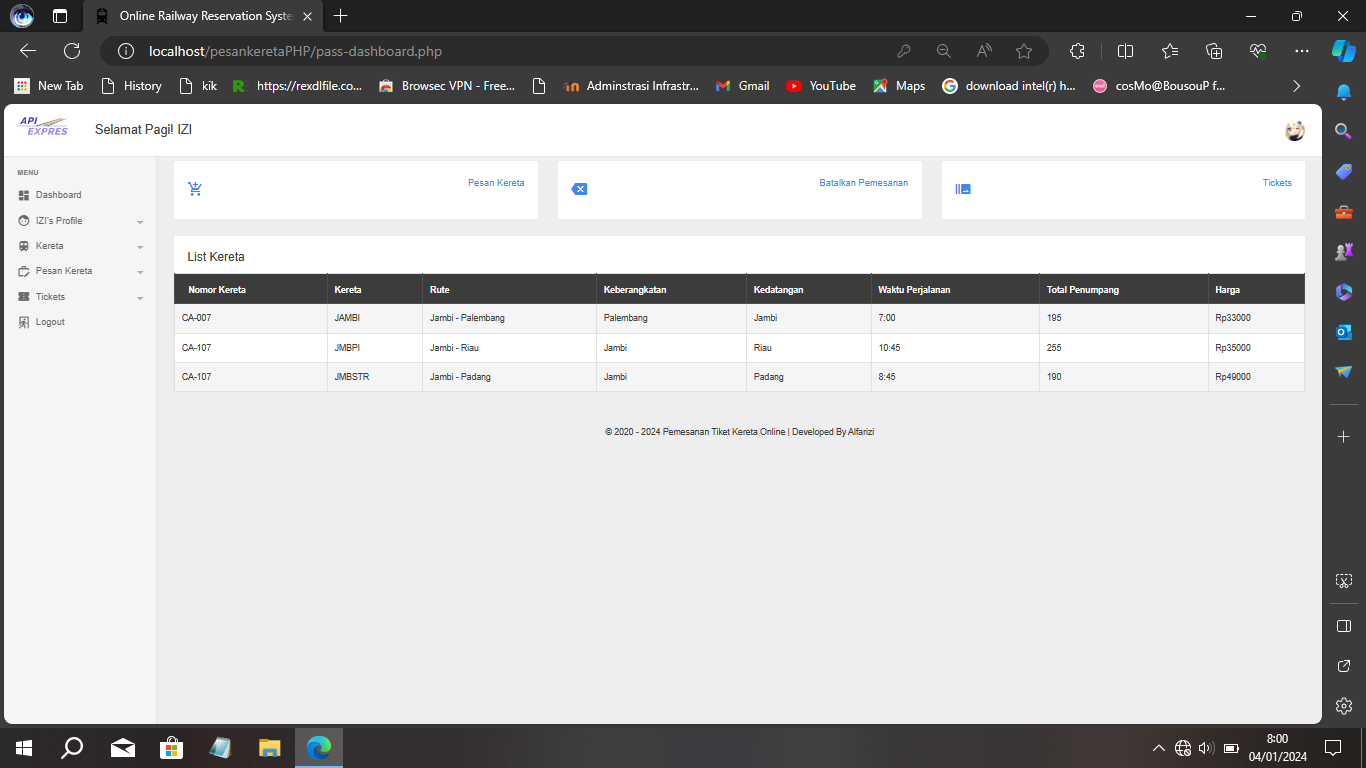 Online Railway Reservation Syste
localhost/pesankeretaPHP/pass-dashboard.php
New Tab History kik https://rexdlfile.co... Browsec VPN - Free... Adminstrasi Infrastr... Gmail YouTube Maps download intel(r) h... cosMo@BousouP f...
API EXPRES
Selamat Pagi! IZI
MENU
Dashboard
IZI's Profile
Kereta
Pesan Kereta
Tickets
Logout
Pesan Kereta Batalkan Pemesanan Tickets
List Kereta
Nomor Kereta Kereta Rute Keberangkatan Kedatangan Waktu Perjalanan Total Penumpang Harga
CA-007 JAMBI Jambi - Palembang Palembang Jambi 7:00 195 Rp33000
CA-107 JMBPI Jambi - Riau Jambi Riau 10:45 255 Rp35000
CA-107 JMBSTR Jambi - Padang Jambi Padang 8:45 190 Rp49000
© 2020 - 2024 Pemesanan Tiket Kereta Online | Developed By Alfarizi
8:00
04/01/2024